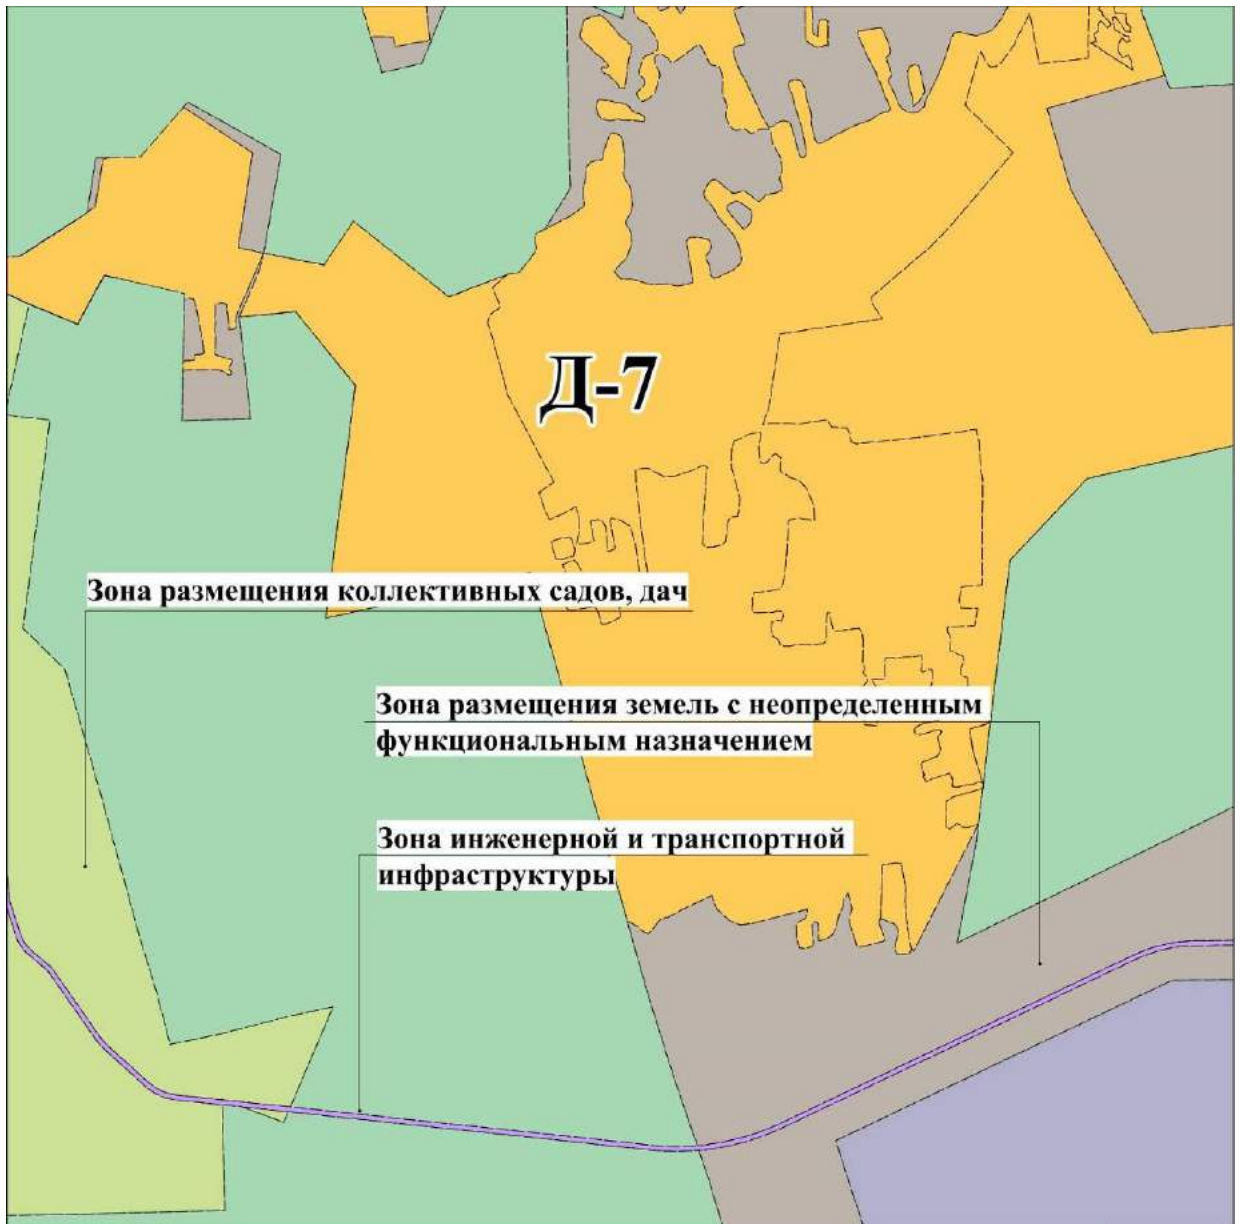 Д-7
Зона размещения коллективных садов, дач
Зона размещения земель с неопределенным
функциональным назначением
Зона инженерной и транспортной
инфраструктуры